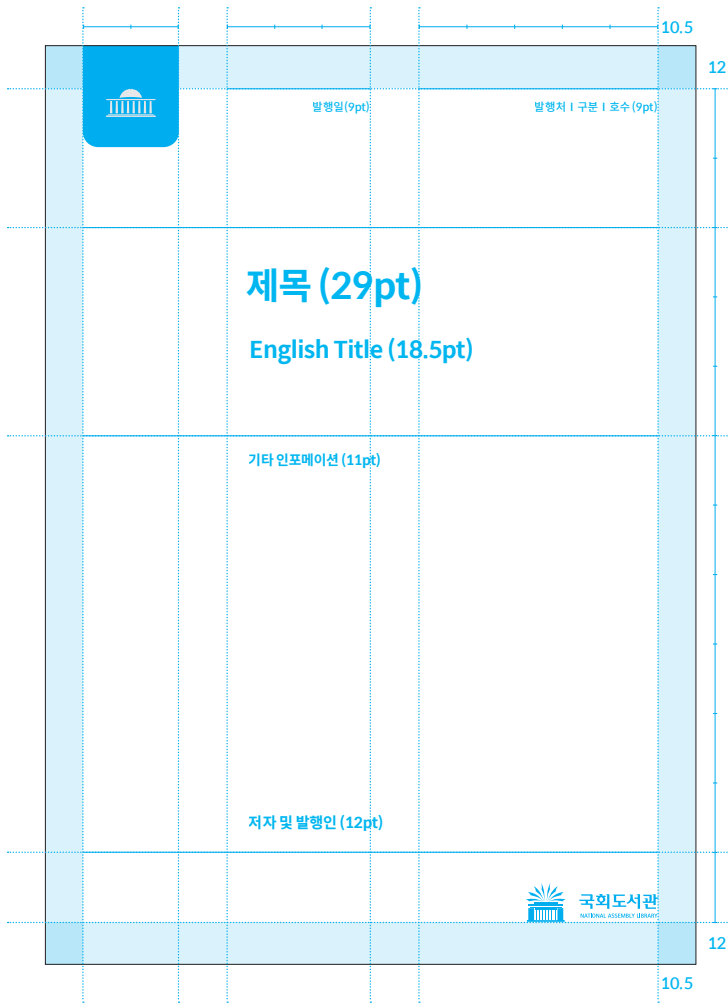 10.5
12
발행일(9pt)
발행처 I 구분 I 호수 (9pt)
제목 (29pt)
English Title (18.5pt)
기타 인포메이션 (11pt)
저자 및 발행인 (12pt)
국회도서관
NATIONAL ASSEMBLY LIBRARY
12
10.5